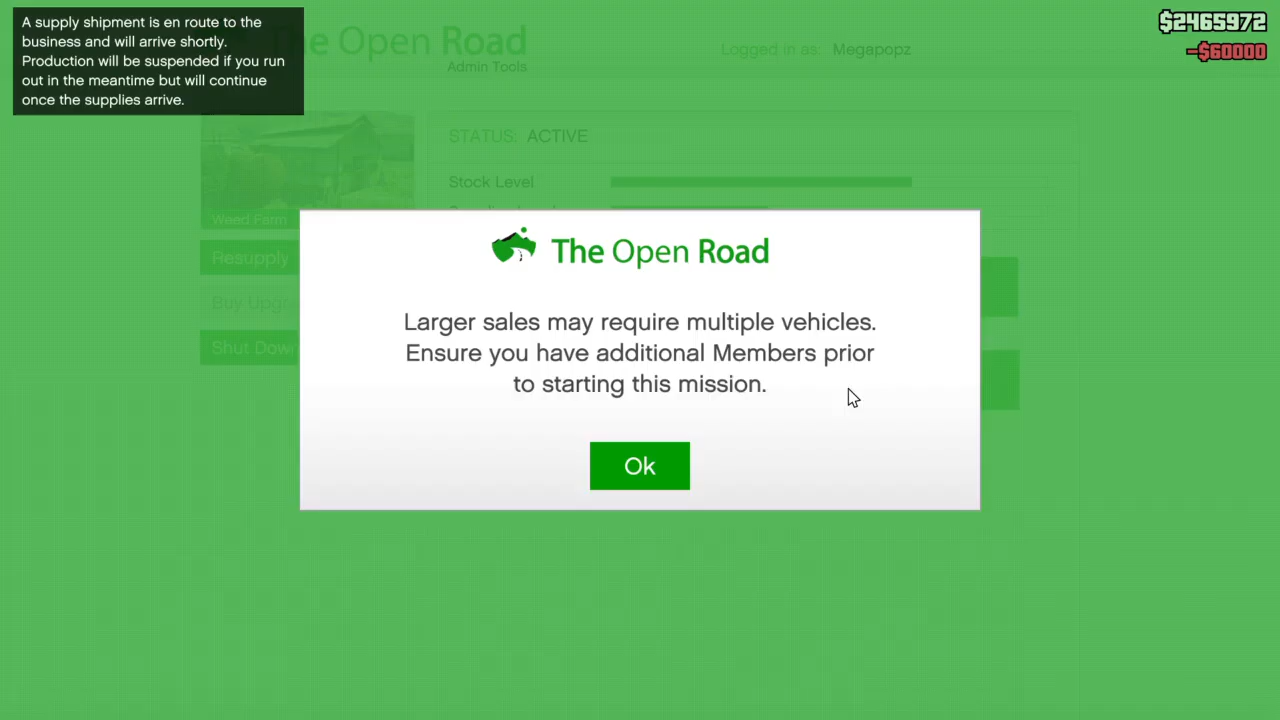 A supply shipment is en route to the
business and will arrive shortly.
Production will be suspended if you run
out in the meantime but will continue
once the supplies arrive.
$2465972
-$60000
The Open Road
Admin Tools
Logged in as: Megapopz
STATUS: ACTIVE
Stock Level
Weed Farm
Resupply
Buy Upgr
Shut Down
The Open Road
Larger sales may require multiple vehicles.
Ensure you have additional Members prior
to starting this mission.
Ok